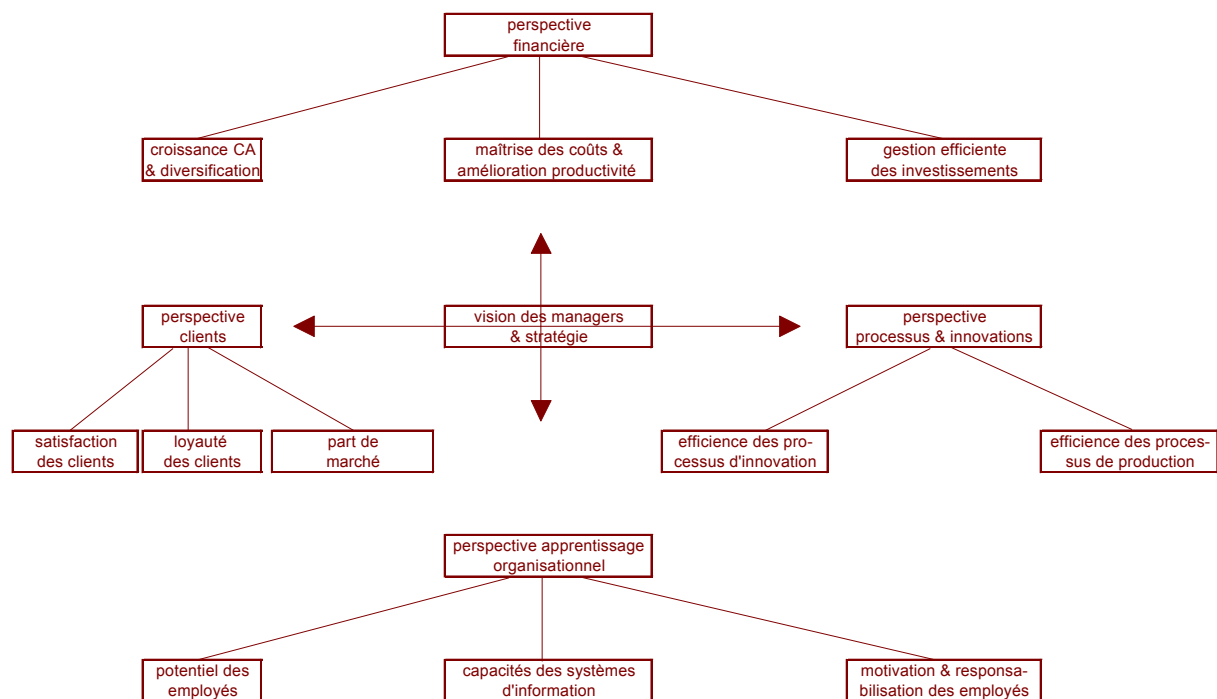 perspective
financière
croissance CA
& diversification
maîtrise des coûts &
amélioration productivité
gestion efficiente
des investissements
perspective
clients
vision des managers
& stratégie
perspective
processus & innovations
satisfaction
des clients
loyauté
des clients
part de
marché
efficience des pro-
cessus d'innovation
efficience des proces-
sus de production
perspective apprentissage
organisationnel
potentiel des
employés
capacités des systèmes
d'information
motivation & responsa-
bilisation des employés